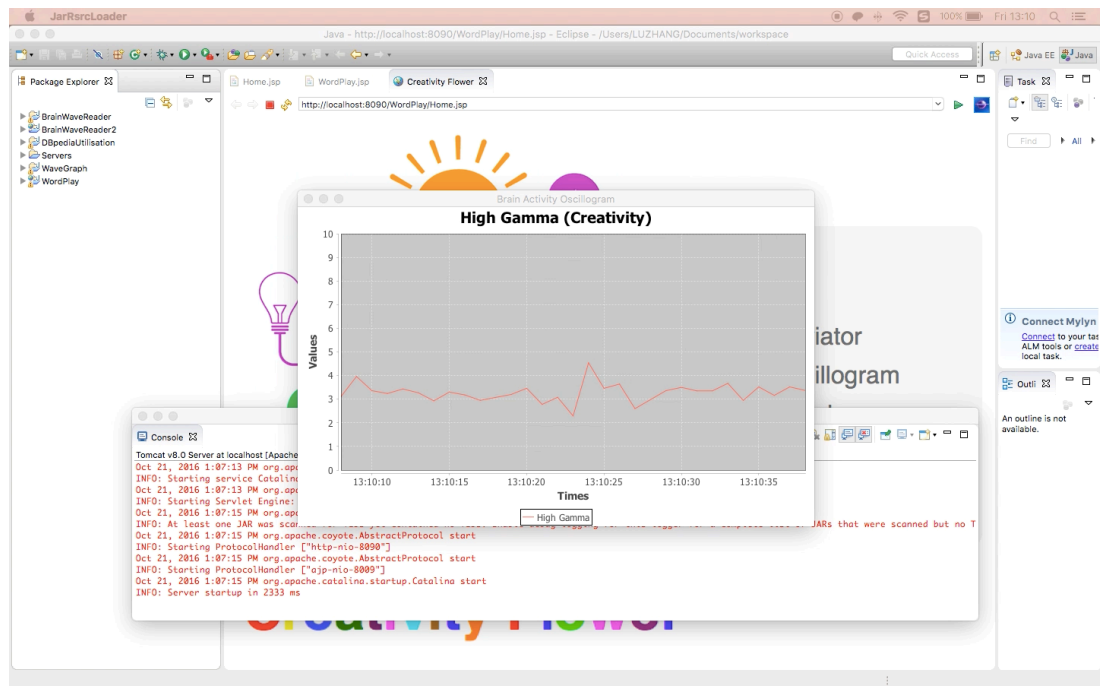 JarRsrcLoader
100%
Fri 13:10
Java - http://localhost:8090/WordPlay/Home.jsp - Eclipse - /Users/LUZHANG/Documents/workspace
Quick Access
Java EE
Java
Package Explorer
Home.jsp
WordPlay.jsp
Creativity Flower
Task
http://localhost:8090/WordPlay/Home.jsp
BrainWaveReader
BrainWaveReader2
DBpediaUtilisation
Servers
WaveGraph
WordPlay
Find
All
Brain Activity Oscillogram
High Gamma (Creativity)
10
9
8
7
6
5
4
3
2
1
0
Values
13:10:10 13:10:15 13:10:20 13:10:25 13:10:30 13:10:35
Times
High Gamma
iator
illogram
Connect Mylyn
Connect to your tas
ALM tools or create
local task.
Outli
An outline is not
available.
Console
Tomcat v8.0 Server at localhost [Apache
Oct 21, 2016 1:07:13 PM org.apa
INFO: Starting service Catalina
Oct 21, 2016 1:07:13 PM org.apa
INFO: Starting Servlet Engine:
Oct 21, 2016 1:07:15 PM org.apa
INFO: At least one JAR was JARs that were scanned but no T
Oct 21, 2016 1:07:15 PM org.apache.coyote.AbstractProtocol start
INFO: Starting ProtocolHandler ["http-nio-8090"]
Oct 21, 2016 1:07:15 PM org.apache.coyote.AbstractProtocol start
INFO: Starting ProtocolHandler ["ajp-nio-8009"]
Oct 21, 2016 1:07:15 PM org.apache.catalina.startup.Catalina start
INFO: Server startup in 2333 ms
Creativity Flower